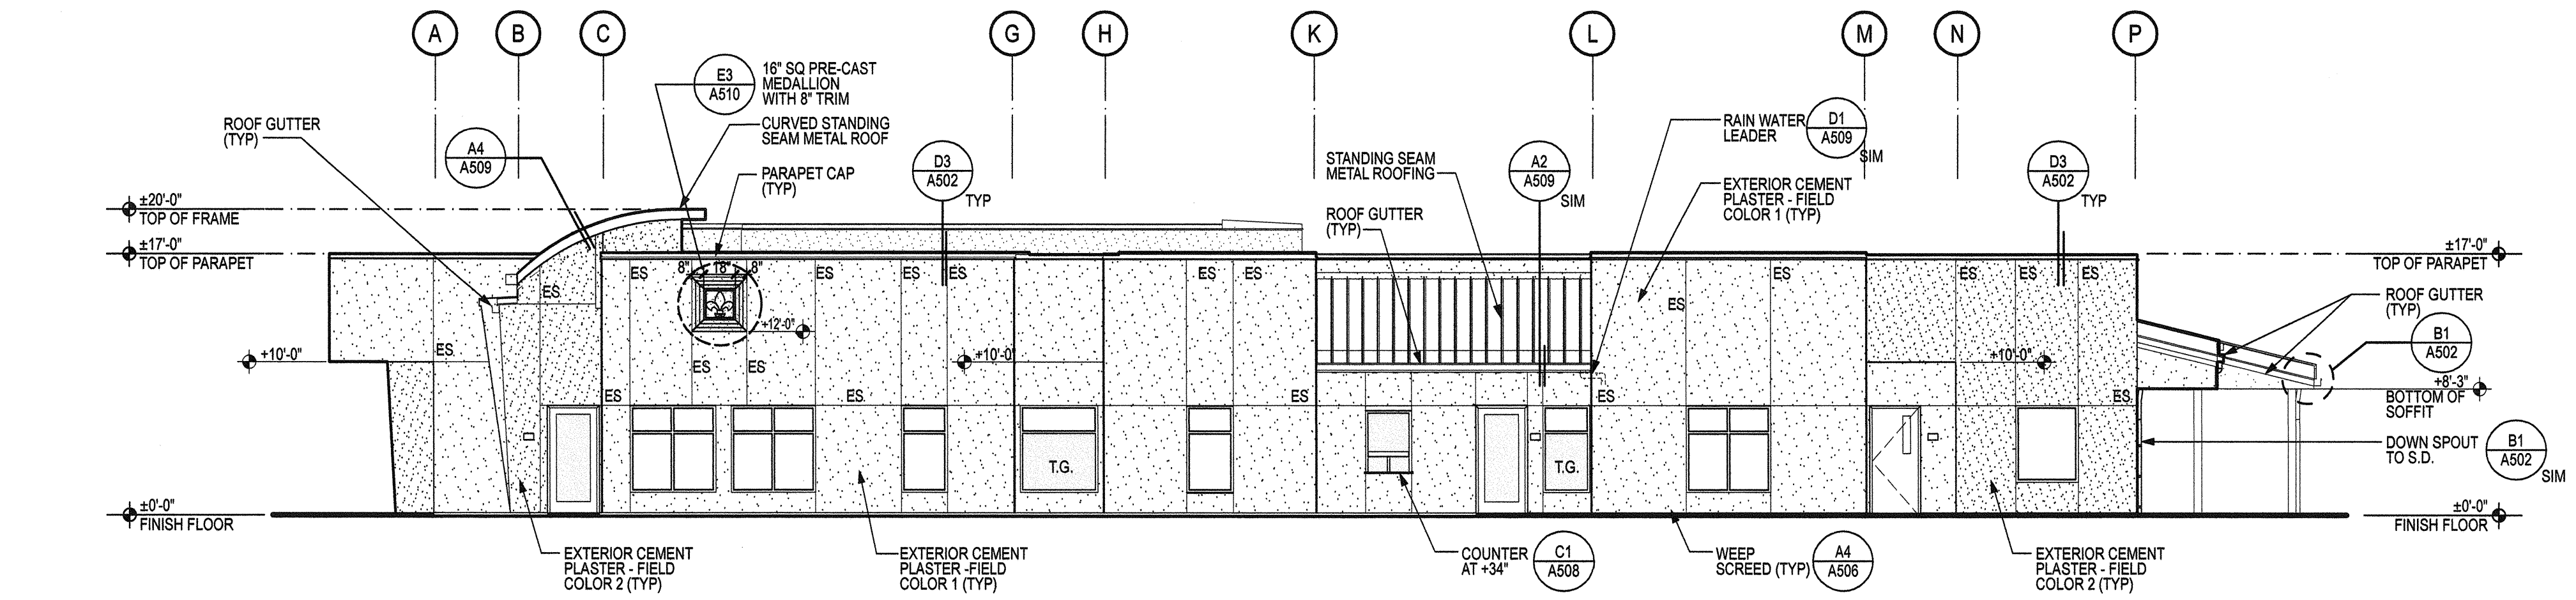 A B C G H K L M N P
E3
A510
16" SQ PRE-CAST
MEDALLION
WITH 8" TRIM
CURVED STANDING
SEAM METAL ROOF
ROOF GUTTER
(TYP)
A4
A509
PARAPET CAP
(TYP)
D3
A502
TYP
STANDING SEAM
METAL ROOFING
ROOF GUTTER
(TYP)
A2
A509
SIM
RAIN WATER
LEADER
D1
A509
SIM
EXTERIOR CEMENT
PLASTER - FIELD
COLOR 1 (TYP)
D3
A502
TYP
±20'-0"
TOP OF FRAME
±17'-0"
TOP OF PARAPET
±17'-0"
TOP OF PARAPET
8" 18" 8"
ES ES ES ES ES ES ES ES ES ES ES
ES
ES
+12'-0"
ROOF GUTTER
(TYP)
B1
A502
+10'-0"
ES
ES ES
+10'-0"
+10'-0"
+8'-3"
BOTTOM OF
SOFFIT
ES ES ES ES ES
T.G. T.G.
DOWN SPOUT
TO S.D.
B1
A502
SIM
±0'-0"
FINISH FLOOR
±0'-0"
FINISH FLOOR
EXTERIOR CEMENT
PLASTER - FIELD
COLOR 2 (TYP)
EXTERIOR CEMENT
PLASTER -FIELD
COLOR 1 (TYP)
COUNTER
AT +34"
C1
A508
WEEP
SCREED (TYP)
A4
A506
EXTERIOR CEMENT
PLASTER - FIELD
COLOR 2 (TYP)